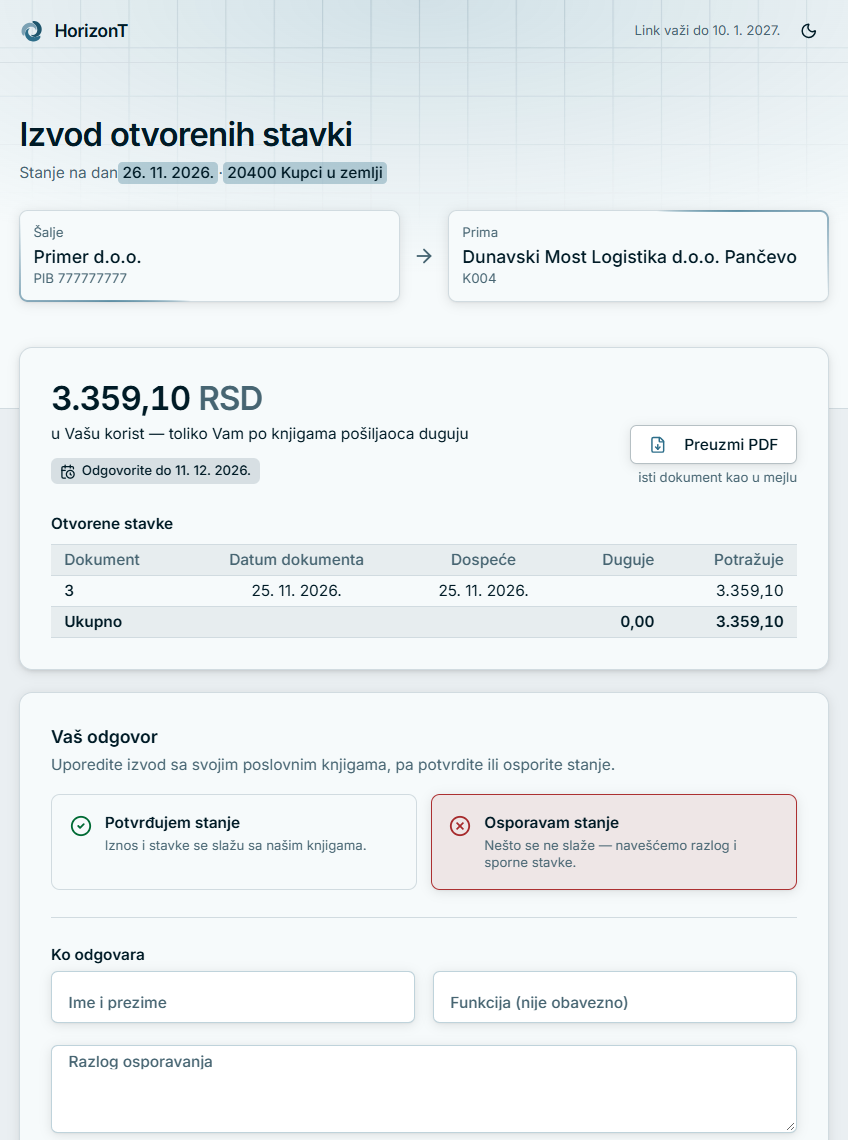 HorizonT
Link važi do 10. 1. 2027.
Izvod otvorenih stavki
Stanje na dan 26. 11. 2026. · 20400 Kupci u zemlji
Šalje
Primer d.o.o.
PIB 777777777
Prima
Dunavski Most Logistika d.o.o. Pančevo
K004
3.359,10 RSD
u Vašu korist — toliko Vam po knjigama pošiljaoca duguju
Odgovorite do 11. 12. 2026.
Preuzmi PDF
isti dokument kao u mejlu
Otvorene stavke
Dokument Datum dokumenta Dospeće Duguje Potražuje
3 25. 11. 2026. 25. 11. 2026. 3.359,10
Ukupno 0,00 3.359,10
Vaš odgovor
Uporedite izvod sa svojim poslovnim knjigama, pa potvrdite ili osporite stanje.
Potvrđujem stanje
Iznos i stavke se slažu sa našim knjigama.
Osporavam stanje
Nešto se ne slaže — navešćemo razlog i
sporne stavke.
Ko odgovara
Ime i prezime
Funkcija (nije obavezno)
Razlog osporavanja